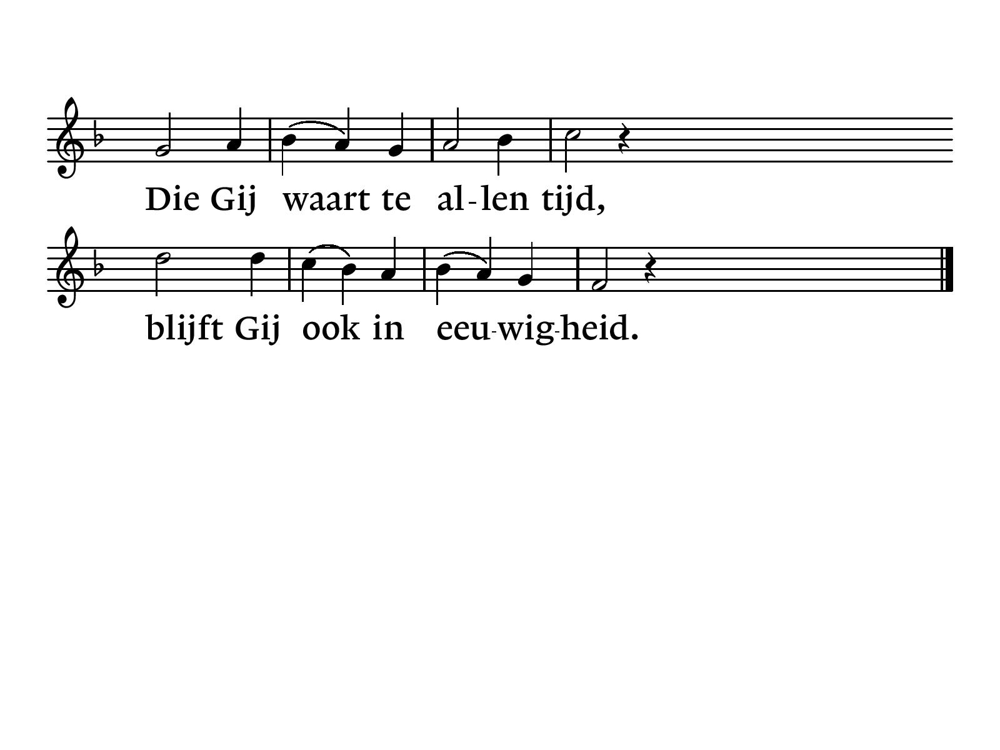 Die Gij waart te al-len tijd,
blijft Gij ook in eeu-wig-heid.